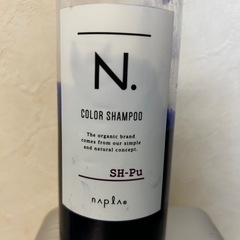 N.
COLOR SHAMPOO
The organic brand
comes from our simple
and natural concept.
SH-Pu
napla